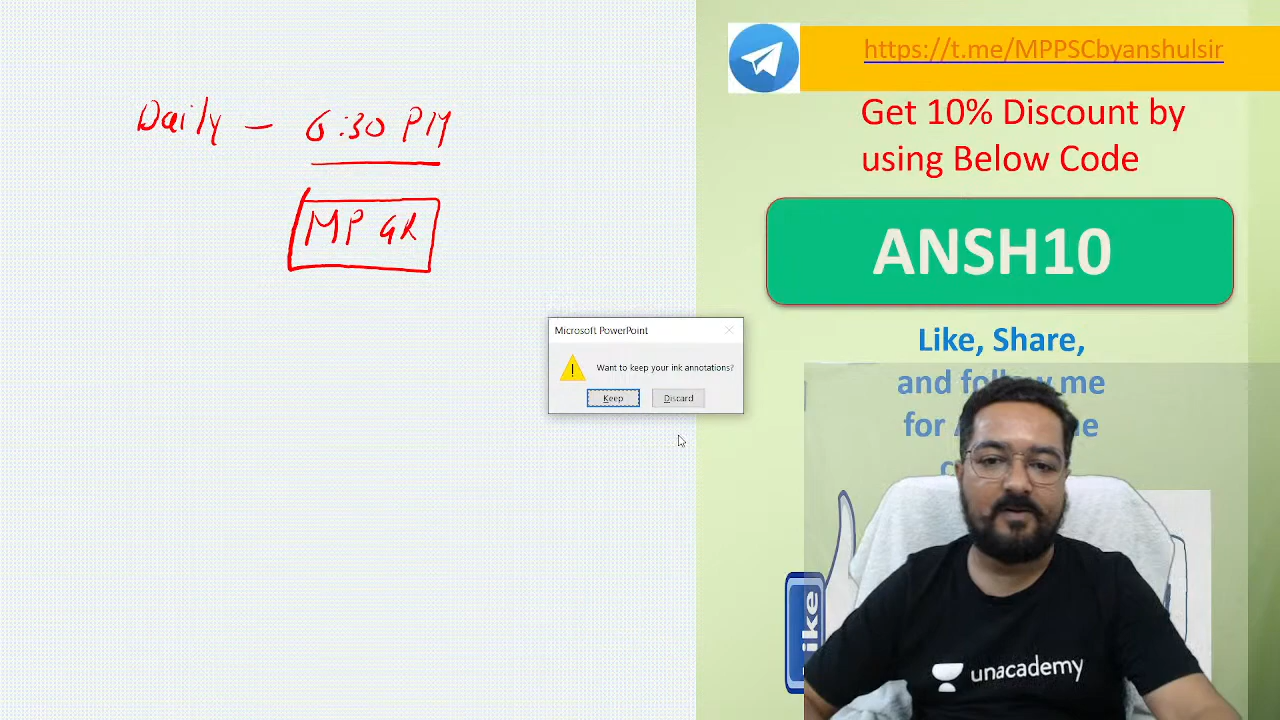 Daily – 6:30 PM
MP GK
https://t.me/MPPSCbyanshulsir
Get 10% Discount by
using Below Code
ANSH10
Like, Share,
and follow me
for
Microsoft PowerPoint
Want to keep your ink annotations?
Keep
Discard
unacademy